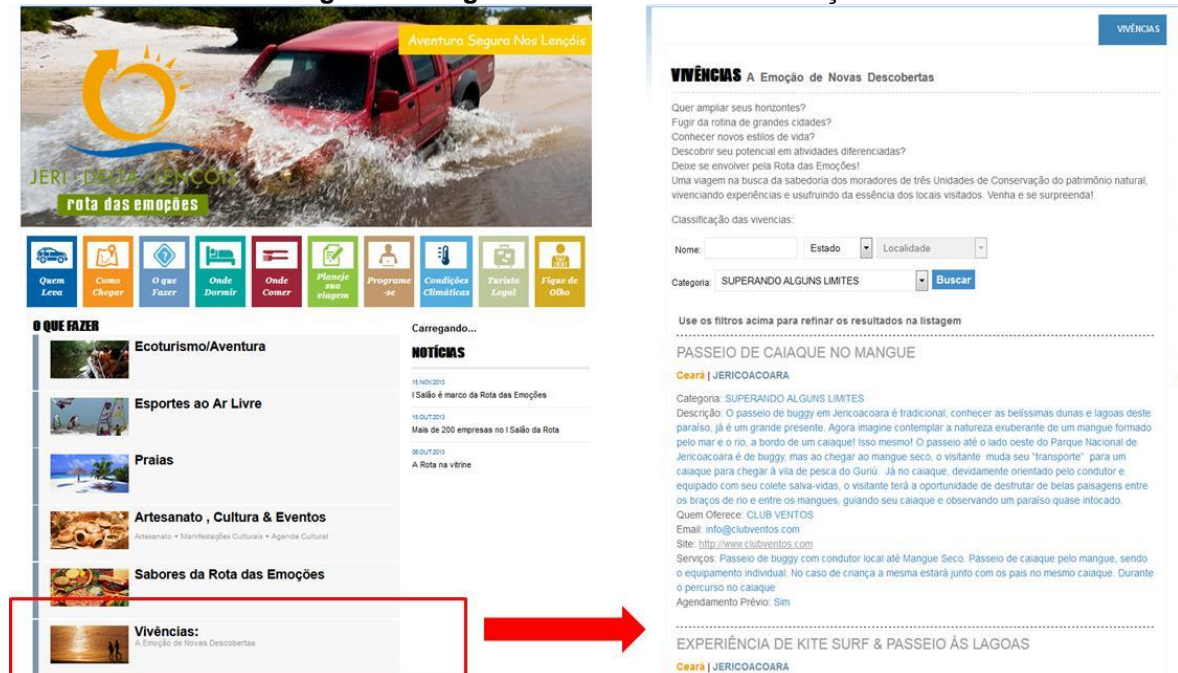 Aventura Segura Nos Lençóis
JERI · DELTA · LENÇÓIS
rota das emoções
Quem Leva
Como Chegar
O que Fazer
Onde Dormir
Onde Comer
Planeje sua viagem
Programe-se
Condições Climáticas
Turista Legal
Fique de Olho
O QUE FAZER
Ecoturismo/Aventura
Esportes ao Ar Livre
Praias
Artesanato , Cultura & Eventos
Artesanato • Manifestações Culturais • Agenda Cultural
Sabores da Rota das Emoções
Vivências:
A Emoção de Novas Descobertas
Carregando...
NOTÍCIAS
15.NOV.2013
I Salão é marco da Rota das Emoções
15.OUT.2013
Mais de 200 empresas no I Salão da Rota
08.OUT.2013
A Rota na vitrine
VIVÊNCIAS
VIVÊNCIAS A Emoção de Novas Descobertas
Quer ampliar seus horizontes?
Fugir da rotina de grandes cidades?
Conhecer novos estilos de vida?
Descobrir seu potencial em atividades diferenciadas?
Deixe se envolver pela Rota das Emoções!
Uma viagem na busca da sabedoria dos moradores de três Unidades de Conservação do patrimônio natural,
vivenciando experiências e usufruindo da essência dos locais visitados. Venha e se surpreenda!
Classificação das vivencias:
Nome: Estado Localidade
Categoria: SUPERANDO ALGUNS LIMITES Buscar
Use os filtros acima para refinar os resultados na listagem
PASSEIO DE CAIAQUE NO MANGUE
Ceará | JERICOACOARA
Categoria: SUPERANDO ALGUNS LIMITES
Descrição: O passeio de buggy em Jericoacoara é tradicional, conhecer as belíssimas dunas e lagoas deste
paraíso, já é um grande presente. Agora imagine contemplar a natureza exuberante de um mangue formado
pelo mar e o rio, a bordo de um caiaque! Isso mesmo! O passeio até o lado oeste do Parque Nacional de
Jericoacoara é de buggy, mas ao chegar ao mangue seco, o visitante muda seu "transporte" para um
caiaque para chegar à vila de pesca do Guriú. Já no caiaque, devidamente orientado pelo condutor e
equipado com seu colete salva-vidas, o visitante terá a oportunidade de desfrutar de belas paisagens entre
os braços de rio e entre os mangues, guiando seu caiaque e observando um paraíso quase intocado.
Quem Oferece: CLUB VENTOS
Email: info@clubventos.com
Site: http://www.clubventos.com
Serviços: Passeio de buggy com condutor local até Mangue Seco. Passeio de caiaque pelo mangue, sendo
o equipamento individual. No caso de criança a mesma estará junto com os pais no mesmo caiaque. Durante
o percurso no caiaque
Agendamento Prévio: Sim
EXPERIÊNCIA DE KITE SURF & PASSEIO ÀS LAGOAS
Ceará | JERICOACOARA